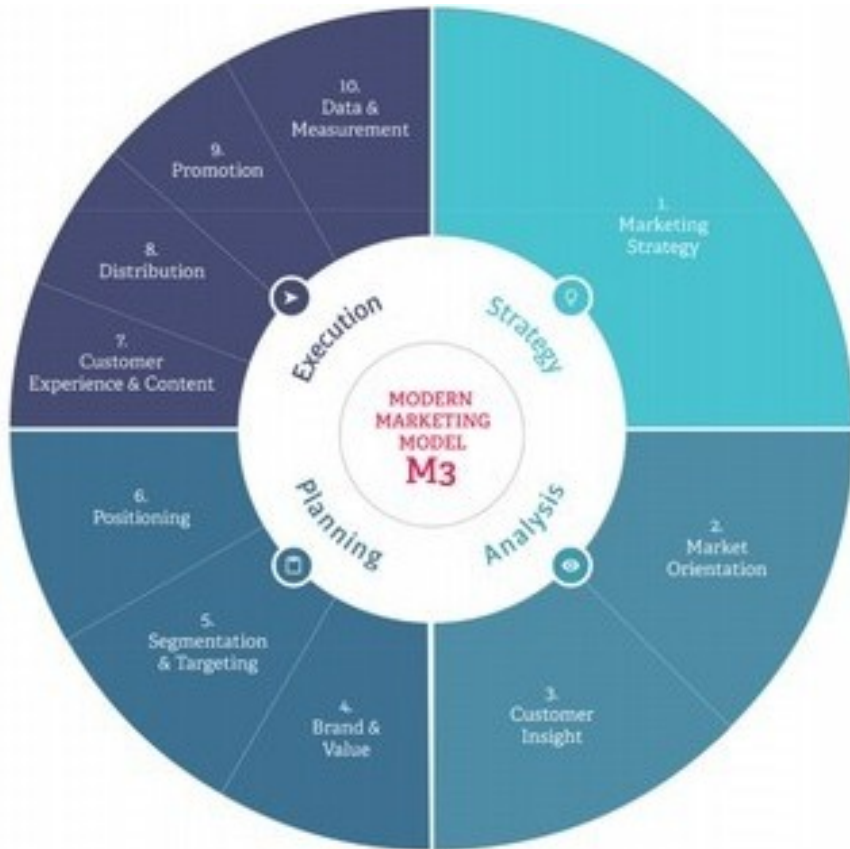 MODERN
MARKETING
MODEL
M3
Strategy
Analysis
Planning
Execution
1.
Marketing
Strategy
2.
Market
Orientation
3.
Customer
Insight
4.
Brand &
Value
5.
Segmentation
& Targeting
6.
Positioning
7.
Customer
Experience & Content
8.
Distribution
9.
Promotion
10.
Data &
Measurement